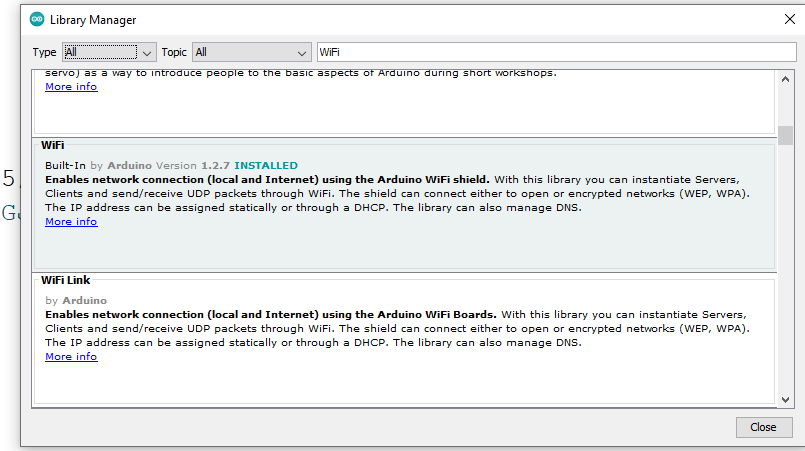 Library Manager
Type All Topic All WiFi
servo) as a way to introduce people to the basic aspects of Arduino during short workshops.
More info
WiFi
Built-In by Arduino Version 1.2.7 INSTALLED
Enables network connection (local and Internet) using the Arduino WiFi shield. With this library you can instantiate Servers,
Clients and send/receive UDP packets through WiFi. The shield can connect either to open or encrypted networks (WEP, WPA).
The IP address can be assigned statically or through a DHCP. The library can also manage DNS.
More info
5
WiFi Link
by Arduino
Enables network connection (local and Internet) using the Arduino WiFi Boards. With this library you can instantiate Servers,
Clients and send/receive UDP packets through WiFi. The shield can connect either to open or encrypted networks (WEP, WPA).
The IP address can be assigned statically or through a DHCP. The library can also manage DNS.
More info
Close